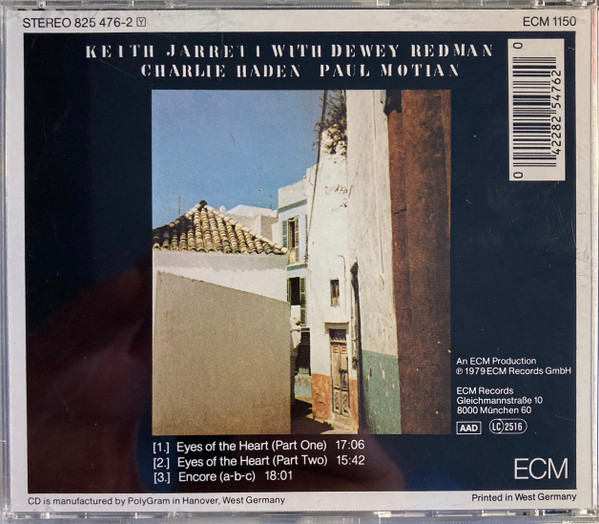 STEREO 825 476-2 Y
ECM 1150
KEITH JARRETT WITH DEWEY REDMAN
CHARLIE HADEN PAUL MOTIAN
0 42282 54762 0
An ECM Production
℗ 1979 ECM Records GmbH
ECM Records
Gleichmannstraße 10
8000 München 60
AAD LC 2516
[1.] Eyes of the Heart (Part One) 17:06
[2.] Eyes of the Heart (Part Two) 15:42
[3.] Encore (a-b-c) 18:01
ECM
CD is manufactured by PolyGram in Hanover, West Germany
Printed in West Germany